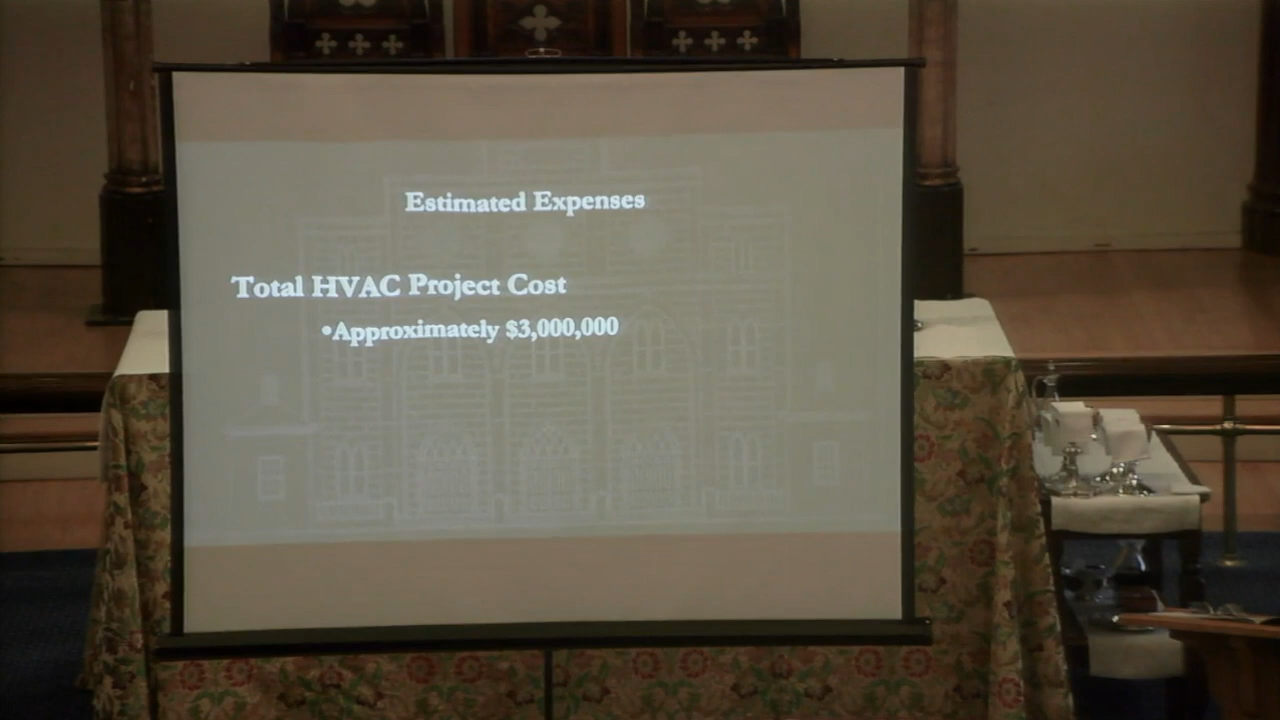 Estimated Expenses
Total HVAC Project Cost
•Approximately $3,000,000